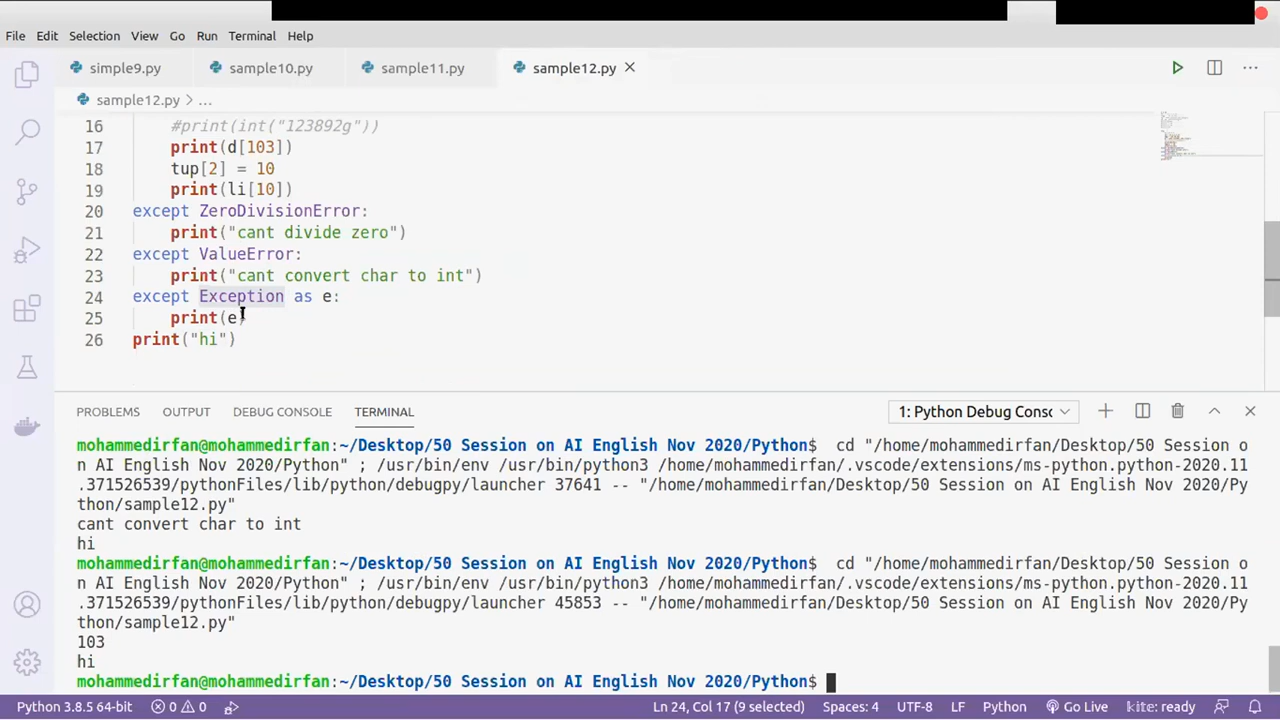 File Edit Selection View Go Run Terminal Help
simple9.py sample10.py sample11.py sample12.py
sample12.py > ...
16 #print(int("123892g"))
17 print(d[103])
18 tup[2] = 10
19 print(li[10])
20 except ZeroDivisionError:
21 print("cant divide zero")
22 except ValueError:
23 print("cant convert char to int")
24 except Exception as e:
25 print(e)
26 print("hi")
PROBLEMS OUTPUT DEBUG CONSOLE TERMINAL 1: Python Debug Consc
mohammedirfan@mohammedirfan:~/Desktop/50 Session on AI English Nov 2020/Python$ cd "/home/mohammedirfan/Desktop/50 Session o
n AI English Nov 2020/Python" ; /usr/bin/env /usr/bin/python3 /home/mohammedirfan/.vscode/extensions/ms-python.python-2020.11
.371526539/pythonFiles/lib/python/debugpy/launcher 37641 -- "/home/mohammedirfan/Desktop/50 Session on AI English Nov 2020/Py
thon/sample12.py"
cant convert char to int
hi
mohammedirfan@mohammedirfan:~/Desktop/50 Session on AI English Nov 2020/Python$ cd "/home/mohammedirfan/Desktop/50 Session o
n AI English Nov 2020/Python" ; /usr/bin/env /usr/bin/python3 /home/mohammedirfan/.vscode/extensions/ms-python.python-2020.11
.371526539/pythonFiles/lib/python/debugpy/launcher 45853 -- "/home/mohammedirfan/Desktop/50 Session on AI English Nov 2020/Py
thon/sample12.py"
103
hi
mohammedirfan@mohammedirfan:~/Desktop/50 Session on AI English Nov 2020/Python$
Python 3.8.5 64-bit 0 0 Ln 24, Col 17 (9 selected) Spaces: 4 UTF-8 LF Python Go Live kite: ready